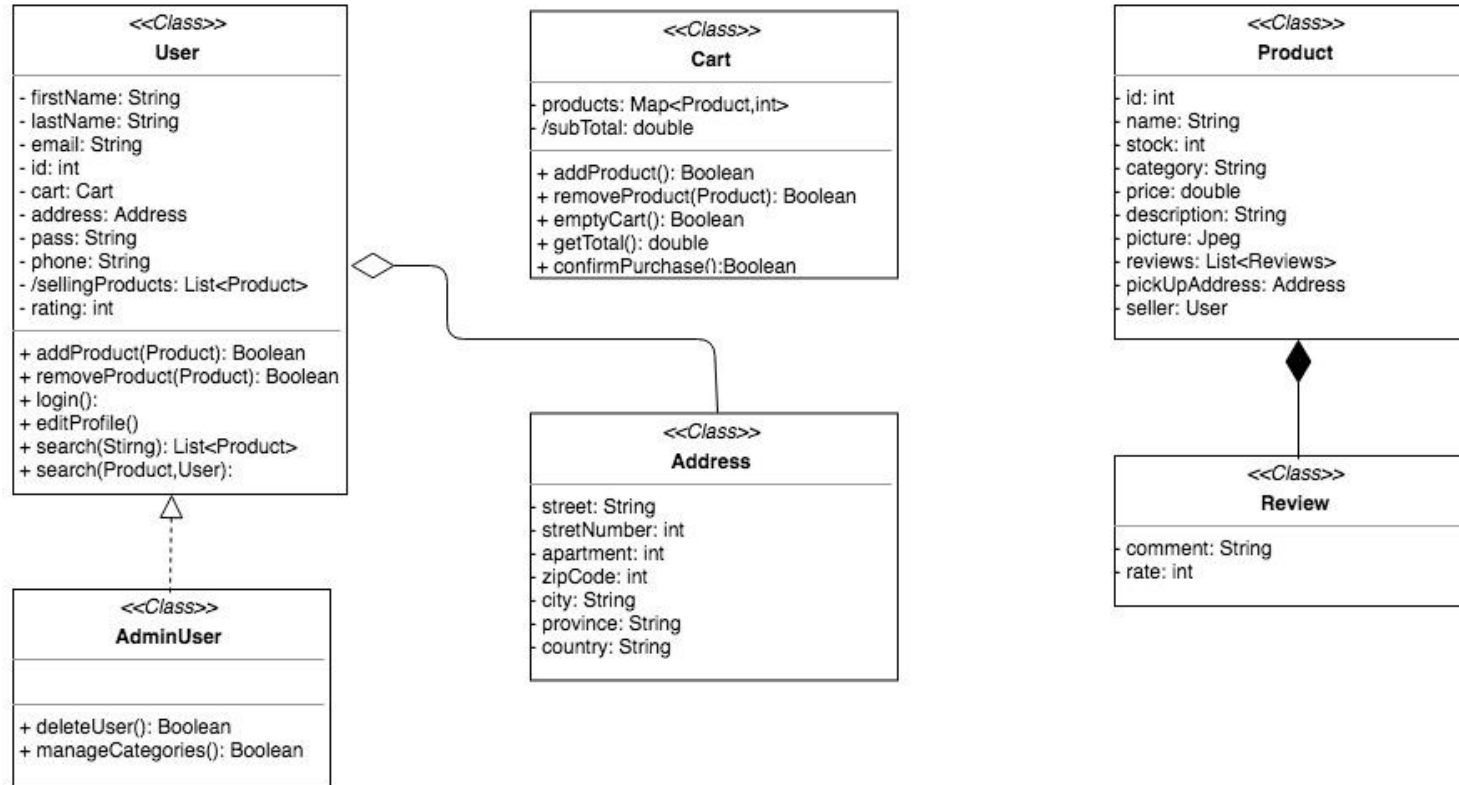 <<Class>>
User
- firstName: String
- lastName: String
- email: String
- id: int
- cart: Cart
- address: Address
- pass: String
- phone: String
- /sellingProducts: List<Product>
- rating: int
+ addProduct(Product): Boolean
+ removeProduct(Product): Boolean
+ login():
+ editProfile()
+ search(Stirng): List<Product>
+ search(Product,User):
<<Class>>
AdminUser
+ deleteUser(): Boolean
+ manageCategories(): Boolean
<<Class>>
Cart
- products: Map<Product,int>
- /subTotal: double
+ addProduct(): Boolean
+ removeProduct(Product): Boolean
+ emptyCart(): Boolean
+ getTotal(): double
+ confirmPurchase():Boolean
<<Class>>
Address
- street: String
- stretNumber: int
- apartment: int
- zipCode: int
- city: String
- province: String
- country: String
<<Class>>
Product
- id: int
- name: String
- stock: int
- category: String
- price: double
- description: String
- picture: Jpeg
- reviews: List<Reviews>
- pickUpAddress: Address
- seller: User
<<Class>>
Review
- comment: String
- rate: int